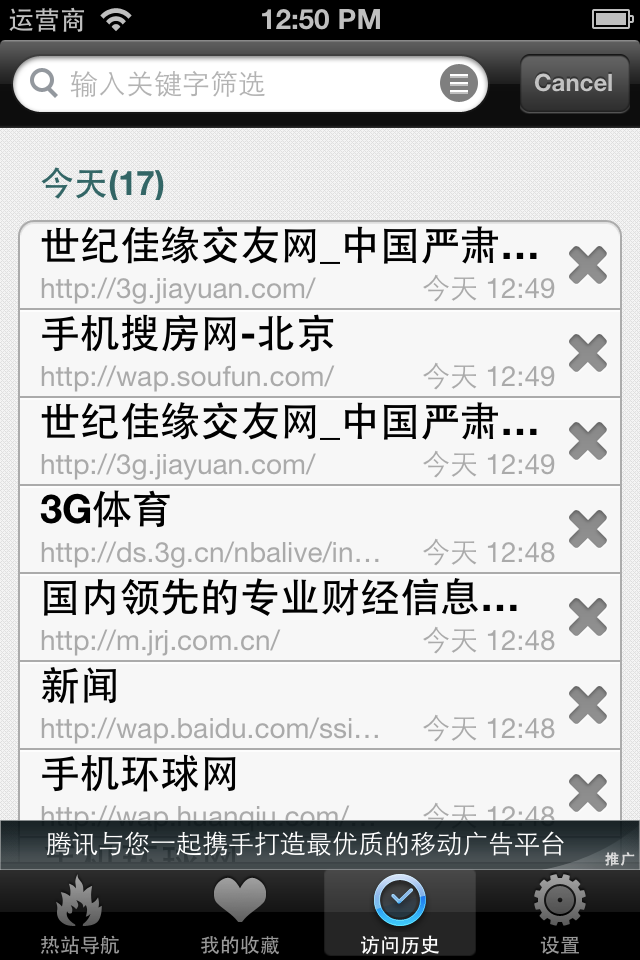 运营商 12:50 PM
输入关键字筛选 Cancel
今天(17)
世纪佳缘交友网_中国严肃...
http://3g.jiayuan.com/ 今天 12:49
手机搜房网-北京
http://wap.soufun.com/ 今天 12:49
世纪佳缘交友网_中国严肃...
http://3g.jiayuan.com/ 今天 12:49
3G体育
http://ds.3g.cn/nbalive/in... 今天 12:48
国内领先的专业财经信息...
http://m.jrj.com.cn/ 今天 12:48
新闻
http://wap.baidu.com/ssi... 今天 12:48
手机环球网
http://wap.huanqiu.com/... 今天 12:48
腾讯与您一起携手打造最优质的移动广告平台
推广
热站导航 我的收藏 访问历史 设置